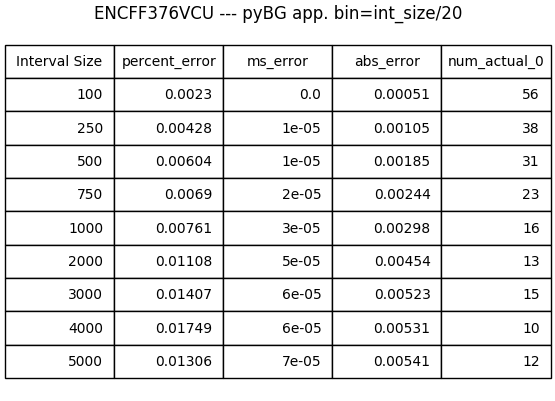 ENCFF376VCU --- pyBG app. bin=int_size/20
Interval Size percent_error ms_error abs_error num_actual_0
100 0.0023 0.0 0.00051 56
250 0.00428 1e-05 0.00105 38
500 0.00604 1e-05 0.00185 31
750 0.0069 2e-05 0.00244 23
1000 0.00761 3e-05 0.00298 16
2000 0.01108 5e-05 0.00454 13
3000 0.01407 6e-05 0.00523 15
4000 0.01749 6e-05 0.00531 10
5000 0.01306 7e-05 0.00541 12